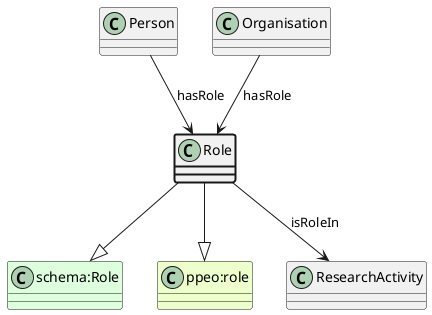 C Person
C Organisation
hasRole
hasRole
C Role
isRoleIn
C schema:Role
C ppeo:role
C ResearchActivity